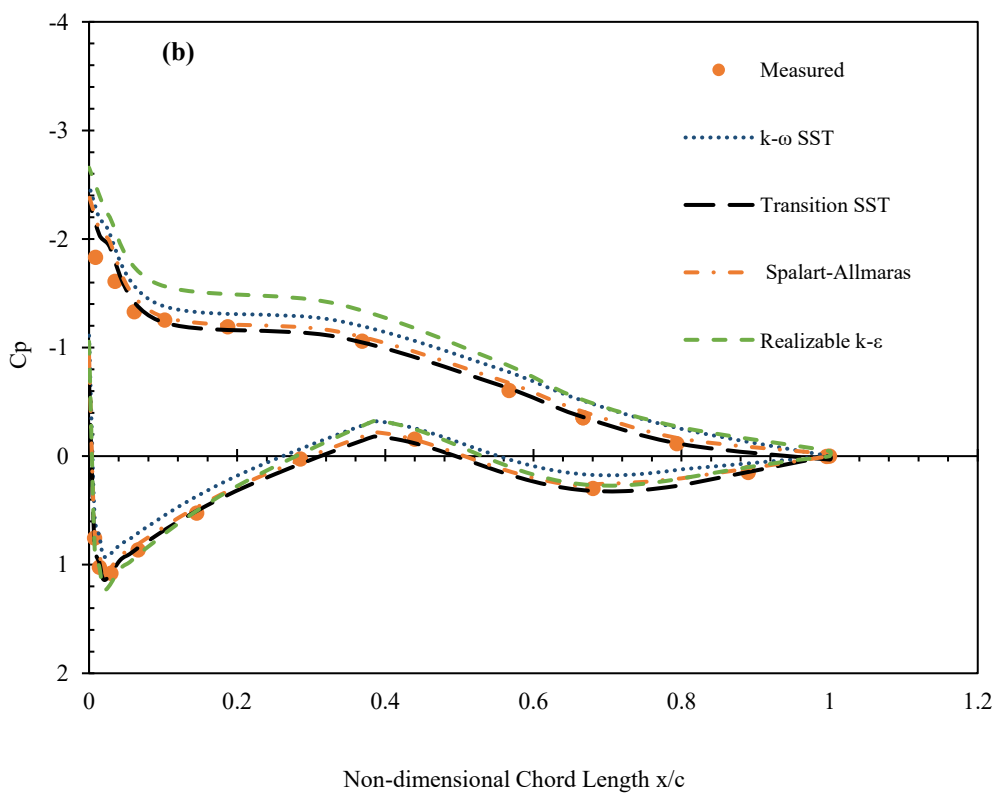 -4
(b)
Measured
-3
k-ω SST
Transition SST
-2
Spalart-Allmaras
Realizable k-ε
-1
Cp
0
1
2
0 0.2 0.4 0.6 0.8 1 1.2
Non-dimensional Chord Length x/c